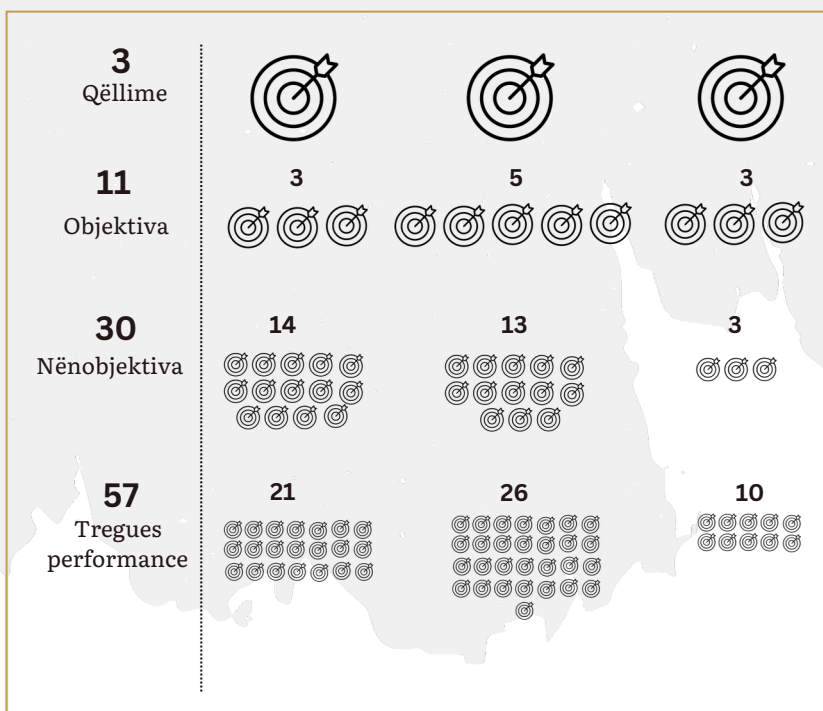 3
Qëllime
11
Objektiva
3
5
3
30
Nënobjektiva
14
13
3
57
Tregues
performance
21
26
10